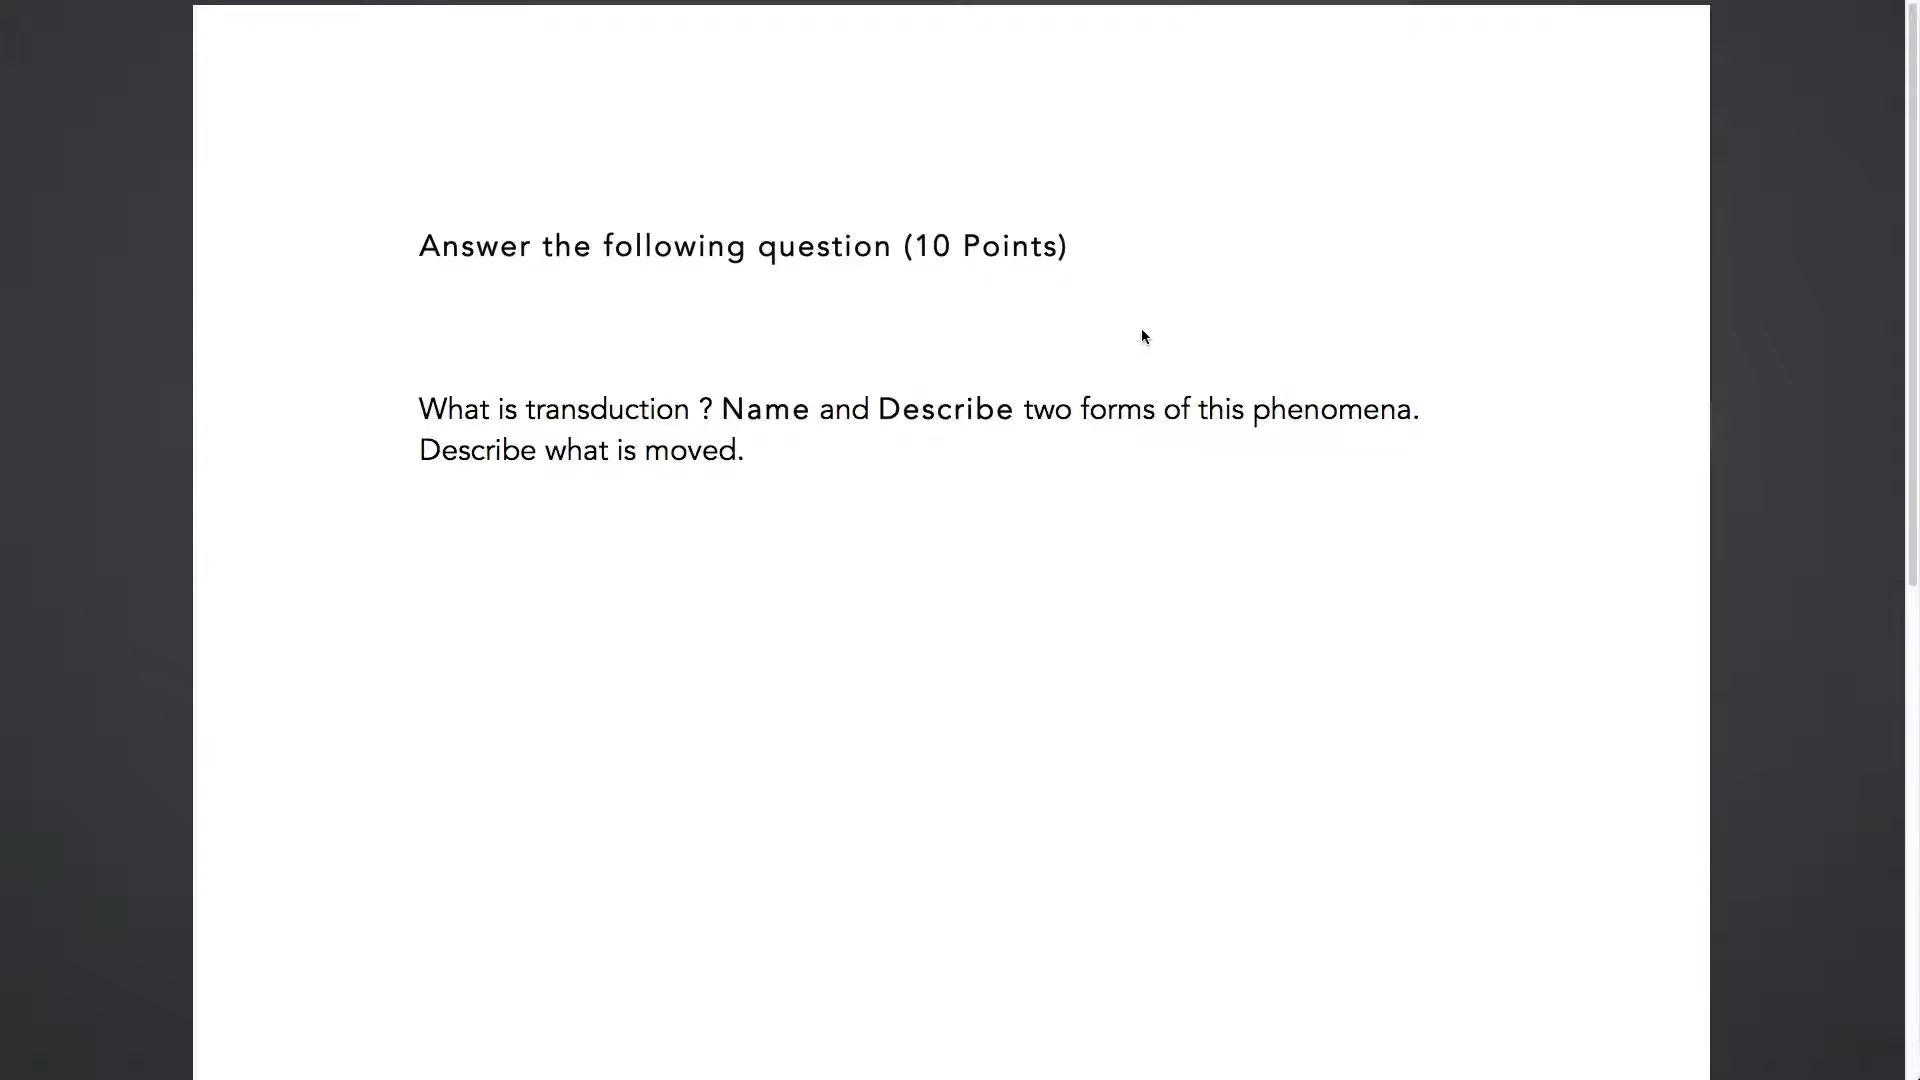 Answer the following question (10 Points)
What is transduction ? Name and Describe two forms of this phenomena.
Describe what is moved.